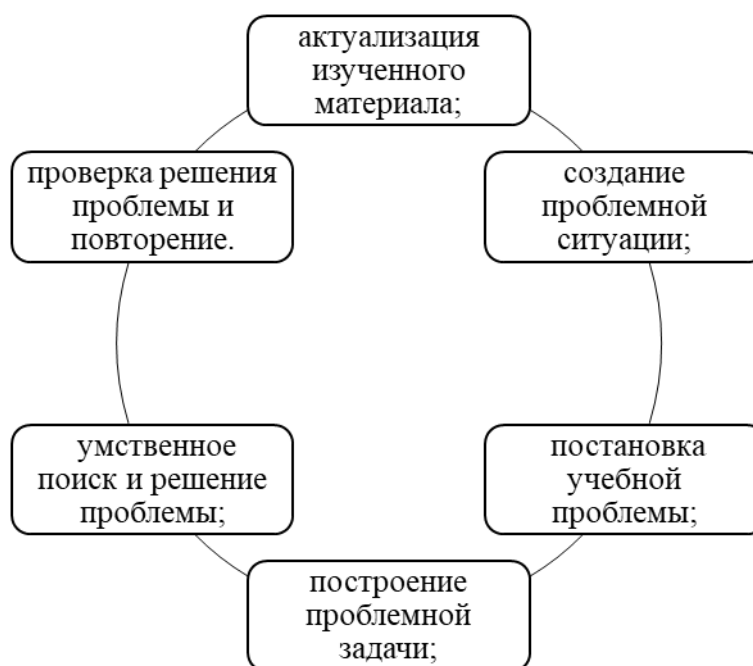 актуализация
изученного
материала;
создание
проблемной
ситуации;
постановка
учебной
проблемы;
построение
проблемной
задачи;
умственное
поиск и решение
проблемы;
проверка решения
проблемы и
повторение.